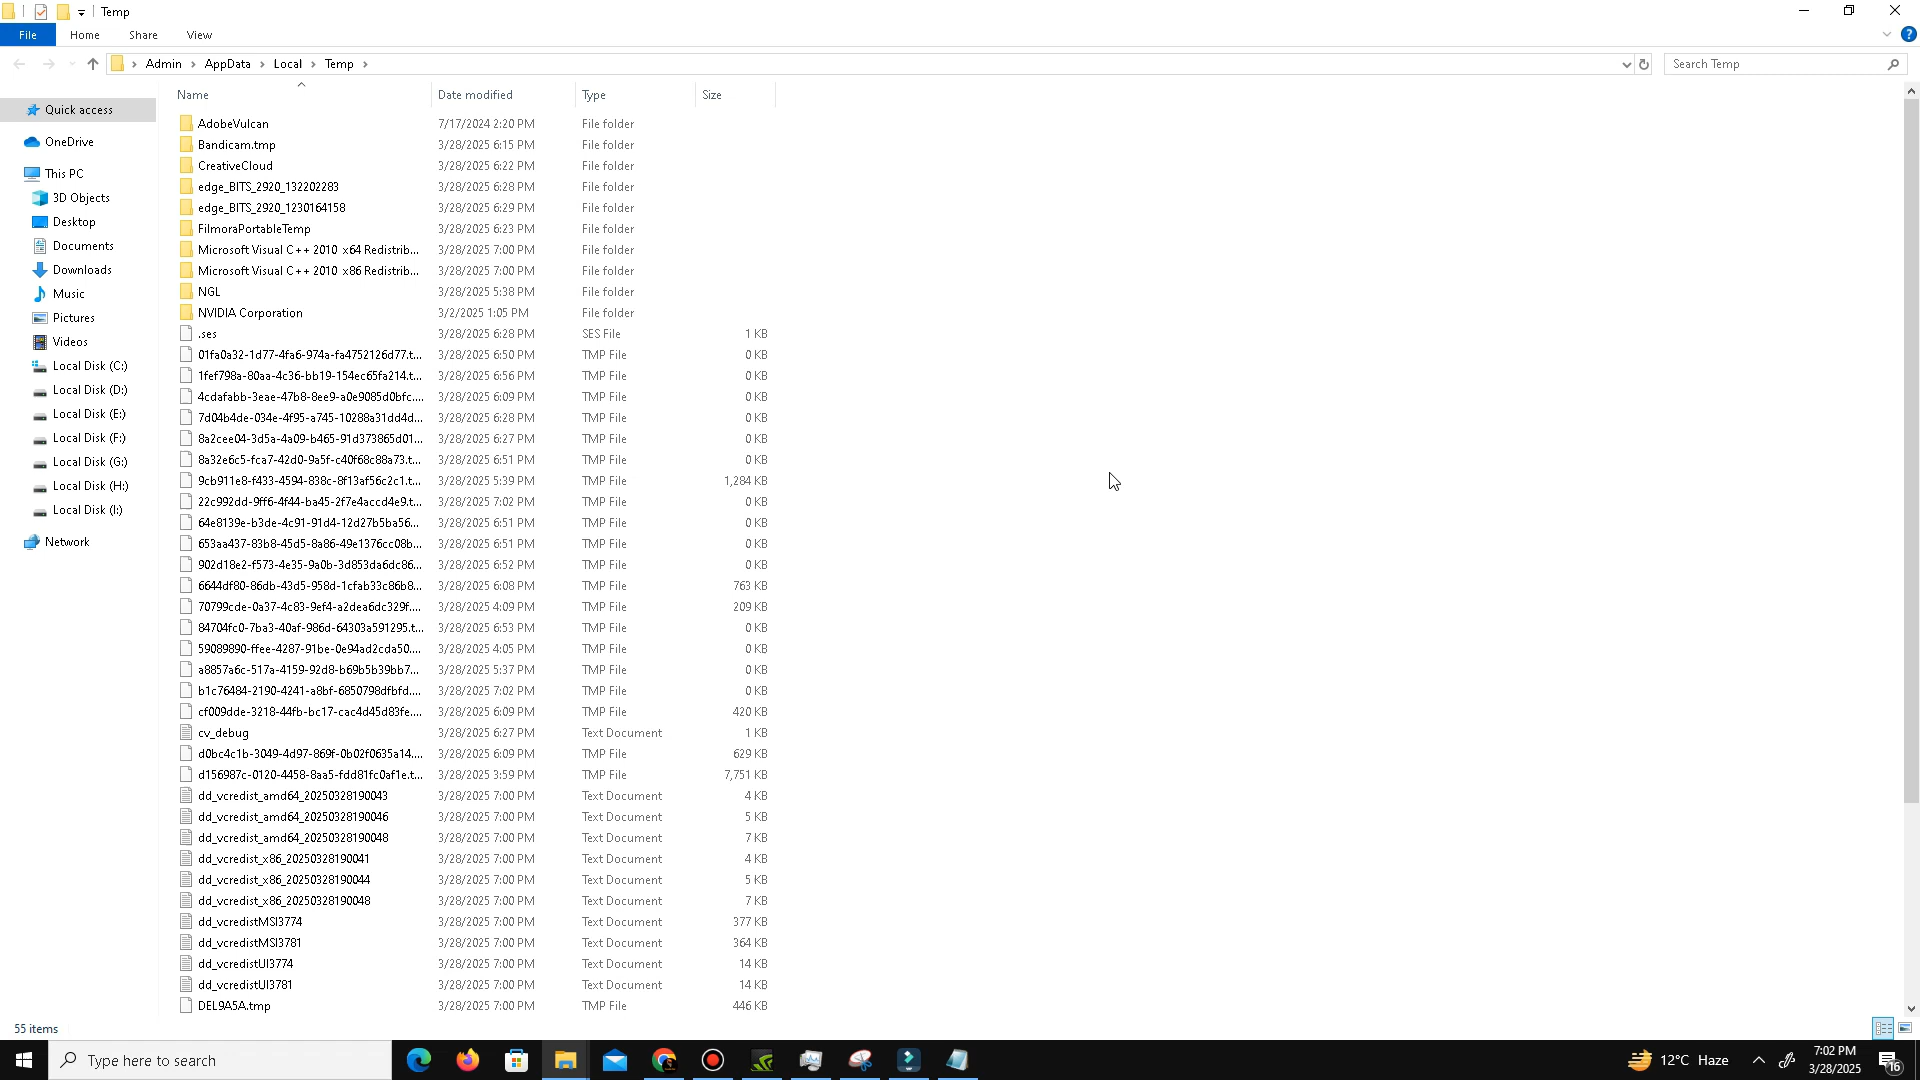 Temp
File Home Share View
Admin AppData Local Temp
Search Temp
Name Date modified Type Size
Quick access
OneDrive
This PC
3D Objects
Desktop
Documents
Downloads
Music
Pictures
Videos
Local Disk (C:)
Local Disk (D:)
Local Disk (E:)
Local Disk (F:)
Local Disk (G:)
Local Disk (H:)
Local Disk (I:)
Network
AdobeVulcan 7/17/2024 2:20 PM File folder
Bandicam.tmp 3/28/2025 6:15 PM File folder
CreativeCloud 3/28/2025 6:22 PM File folder
edge_BITS_2920_132202283 3/28/2025 6:28 PM File folder
edge_BITS_2920_1230164158 3/28/2025 6:29 PM File folder
FilmoraPortableTemp 3/28/2025 6:23 PM File folder
Microsoft Visual C++ 2010 x64 Redistrib... 3/28/2025 7:00 PM File folder
Microsoft Visual C++ 2010 x86 Redistrib... 3/28/2025 7:00 PM File folder
NGL 3/28/2025 5:38 PM File folder
NVIDIA Corporation 3/2/2025 1:05 PM File folder
.ses 3/28/2025 6:28 PM SES File 1 KB
01fa0a32-1d77-4fa6-974a-fa4752126d77.t... 3/28/2025 6:50 PM TMP File 0 KB
1fef798a-80aa-4c36-bb19-154ec65fa214.t... 3/28/2025 6:56 PM TMP File 0 KB
4cdafabb-3eae-47b8-8ee9-a0e9085d0bfc.... 3/28/2025 6:09 PM TMP File 0 KB
7d04b4de-034e-4f95-a745-10288a31dd4d... 3/28/2025 6:28 PM TMP File 0 KB
8a2cee04-3d5a-4a09-b465-91d373865d01... 3/28/2025 6:27 PM TMP File 0 KB
8a32e6c5-fca7-42d0-9a5f-c40f68c88a73.t... 3/28/2025 6:51 PM TMP File 0 KB
9cb911e8-f433-4594-838c-8f13af56c2c1.t... 3/28/2025 5:39 PM TMP File 1,284 KB
22c992dd-9ff6-4f44-ba45-2f7e4accd4e9.t... 3/28/2025 7:02 PM TMP File 0 KB
64e8139e-b3de-4c91-91d4-12d27b5ba56... 3/28/2025 6:51 PM TMP File 0 KB
653aa437-83b8-45d5-8a86-49e1376cc08b... 3/28/2025 6:51 PM TMP File 0 KB
902d18e2-f573-4e35-9a0b-3d853da6dc86... 3/28/2025 6:52 PM TMP File 0 KB
6644df80-86db-43d5-958d-1cfab33c86b8... 3/28/2025 6:08 PM TMP File 763 KB
70799cde-0a37-4c83-9ef4-a2dea6dc329f.... 3/28/2025 4:09 PM TMP File 209 KB
84704fc0-7ba3-40af-986d-64303a591295.t... 3/28/2025 6:53 PM TMP File 0 KB
59089890-ffee-4287-91be-0e94ad2cda50.... 3/28/2025 4:05 PM TMP File 0 KB
a8857a6c-517a-4159-92d8-b69b5b39bb7... 3/28/2025 5:37 PM TMP File 0 KB
b1c76484-2190-4241-a8bf-6850798dfbfd.... 3/28/2025 7:02 PM TMP File 0 KB
cf009dde-3218-44fb-bc17-cac4d45d83fe.... 3/28/2025 6:09 PM TMP File 420 KB
cv_debug 3/28/2025 6:27 PM Text Document 1 KB
d0bc4c1b-3049-4d97-869f-0b02f0635a14.... 3/28/2025 6:09 PM TMP File 629 KB
d156987c-0120-4458-8aa5-fdd81fc0af1e.t... 3/28/2025 3:59 PM TMP File 7,751 KB
dd_vcredist_amd64_20250328190043 3/28/2025 7:00 PM Text Document 4 KB
dd_vcredist_amd64_20250328190046 3/28/2025 7:00 PM Text Document 5 KB
dd_vcredist_amd64_20250328190048 3/28/2025 7:00 PM Text Document 7 KB
dd_vcredist_x86_20250328190041 3/28/2025 7:00 PM Text Document 4 KB
dd_vcredist_x86_20250328190044 3/28/2025 7:00 PM Text Document 5 KB
dd_vcredist_x86_20250328190048 3/28/2025 7:00 PM Text Document 7 KB
dd_vcredistMSI3774 3/28/2025 7:00 PM Text Document 377 KB
dd_vcredistMSI3781 3/28/2025 7:00 PM Text Document 364 KB
dd_vcredistUI3774 3/28/2025 7:00 PM Text Document 14 KB
dd_vcredistUI3781 3/28/2025 7:00 PM Text Document 14 KB
DEL9A5A.tmp 3/28/2025 7:00 PM TMP File 446 KB
55 items
Type here to search
12°C Haze
7:02 PM
3/28/2025
16